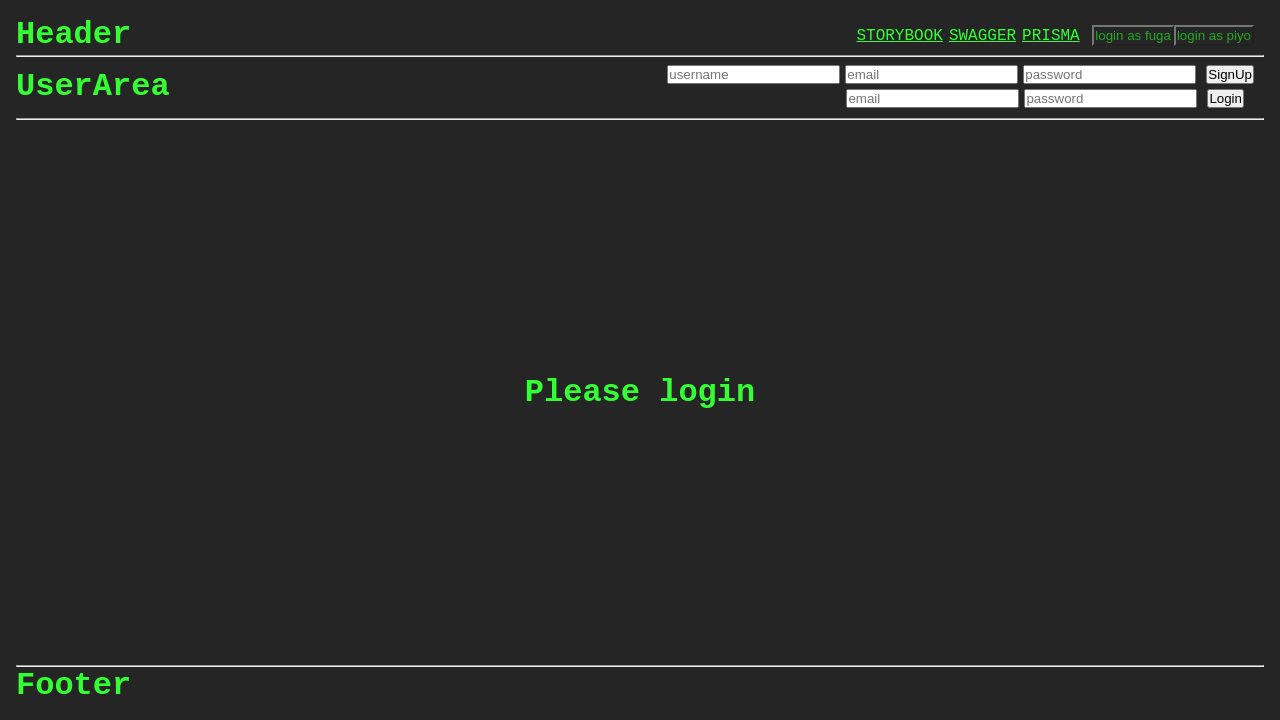 Header
STORYBOOK SWAGGER PRISMA login as fuga login as piyo
UserArea
username email password SignUp
email password Login
Please login
Footer